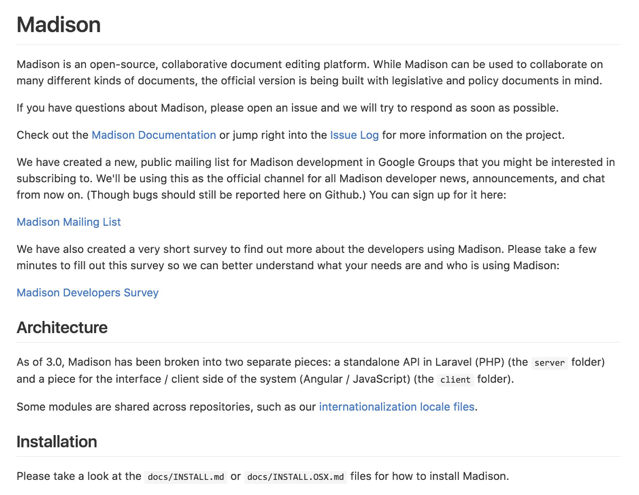 Madison
Madison is an open-source, collaborative document editing platform. While Madison can be used to collaborate on
many different kinds of documents, the official version is being built with legislative and policy documents in mind.
If you have questions about Madison, please open an issue and we will try to respond as soon as possible.
Check out the Madison Documentation or jump right into the Issue Log for more information on the project.
We have created a new, public mailing list for Madison development in Google Groups that you might be interested in
subscribing to. We'll be using this as the official channel for all Madison developer news, announcements, and chat
from now on. (Though bugs should still be reported here on Github.) You can sign up for it here:
Madison Mailing List
We have also created a very short survey to find out more about the developers using Madison. Please take a few
minutes to fill out this survey so we can better understand what your needs are and who is using Madison:
Madison Developers Survey
Architecture
As of 3.0, Madison has been broken into two separate pieces: a standalone API in Laravel (PHP) (the server folder)
and a piece for the interface / client side of the system (Angular / JavaScript) (the client folder).
Some modules are shared across repositories, such as our internationalization locale files.
Installation
Please take a look at the docs/INSTALL.md or docs/INSTALL.OSX.md files for how to install Madison.